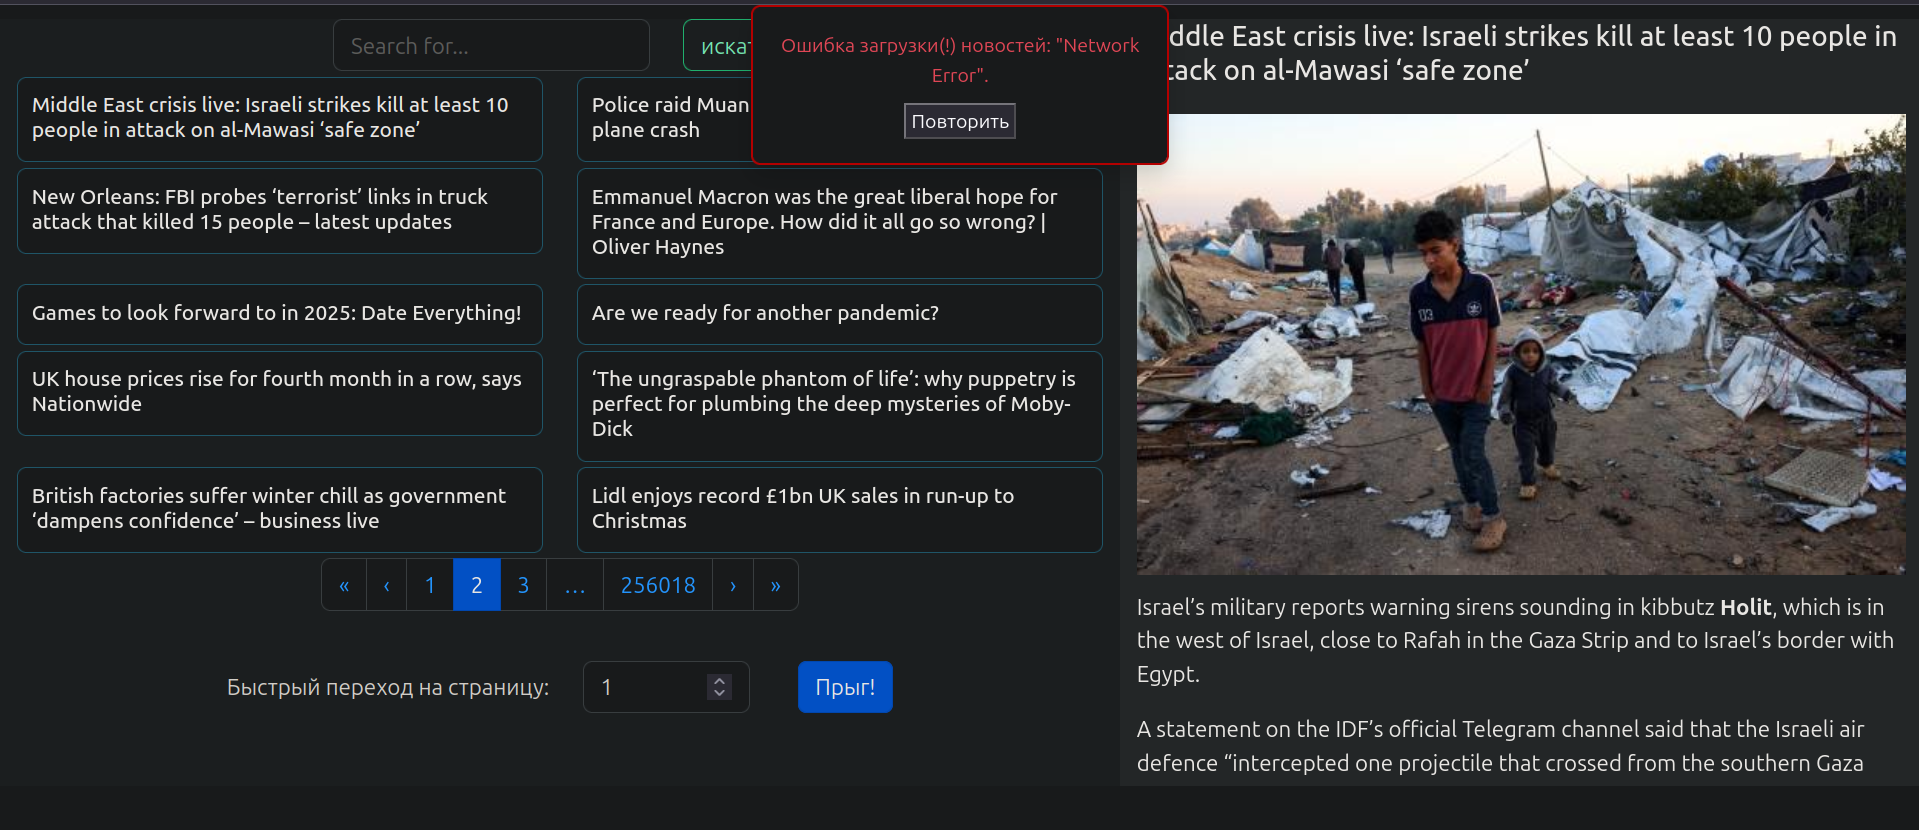 Search for...
искат
Ошибка загрузки(!) новостей: "Network
Error".
Повторить
Middle East crisis live: Israeli strikes kill at least 10
people in attack on al-Mawasi ‘safe zone’
Police raid Muan
plane crash
New Orleans: FBI probes ‘terrorist’ links in truck
attack that killed 15 people – latest updates
Emmanuel Macron was the great liberal hope for
France and Europe. How did it all go so wrong? |
Oliver Haynes
Games to look forward to in 2025: Date Everything!
Are we ready for another pandemic?
UK house prices rise for fourth month in a row, says
Nationwide
‘The ungraspable phantom of life’: why puppetry is
perfect for plumbing the deep mysteries of Moby-
Dick
British factories suffer winter chill as government
‘dampens confidence’ – business live
Lidl enjoys record £1bn UK sales in run-up to
Christmas
« ‹ 1 2 3 … 256018 › »
Быстрый переход на страницу: 1 Прыг!
ddle East crisis live: Israeli strikes kill at least 10 people in
tack on al-Mawasi ‘safe zone’
Israel’s military reports warning sirens sounding in kibbutz Holit, which is in
the west of Israel, close to Rafah in the Gaza Strip and to Israel’s border with
Egypt.
A statement on the IDF’s official Telegram channel said that the Israeli air
defence “intercepted one projectile that crossed from the southern Gaza